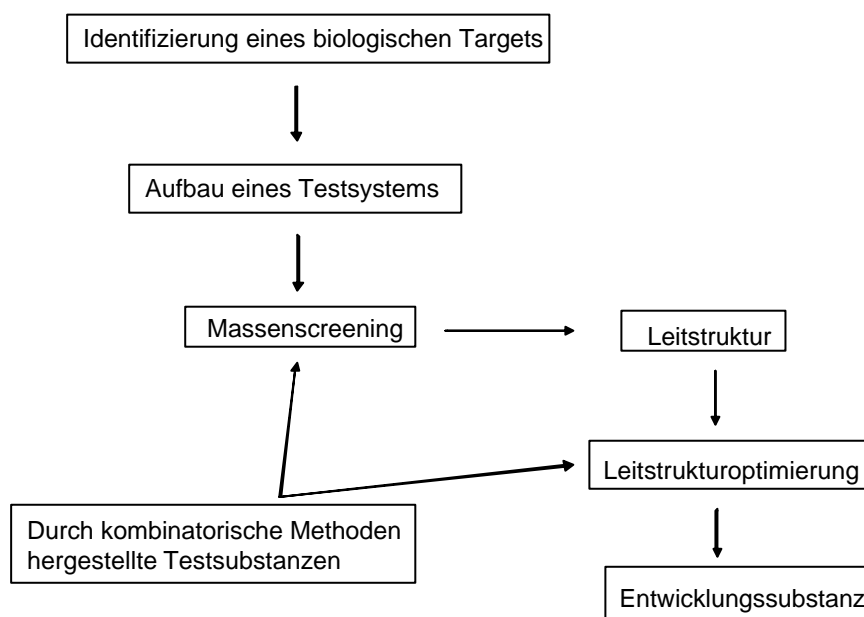 Identifizierung eines biologischen Targets
Aufbau eines Testsystems
Massenscreening
Leitstruktur
Leitstrukturoptimierung
Durch kombinatorische Methoden
hergestellte Testsubstanzen
Entwicklungssubstanz